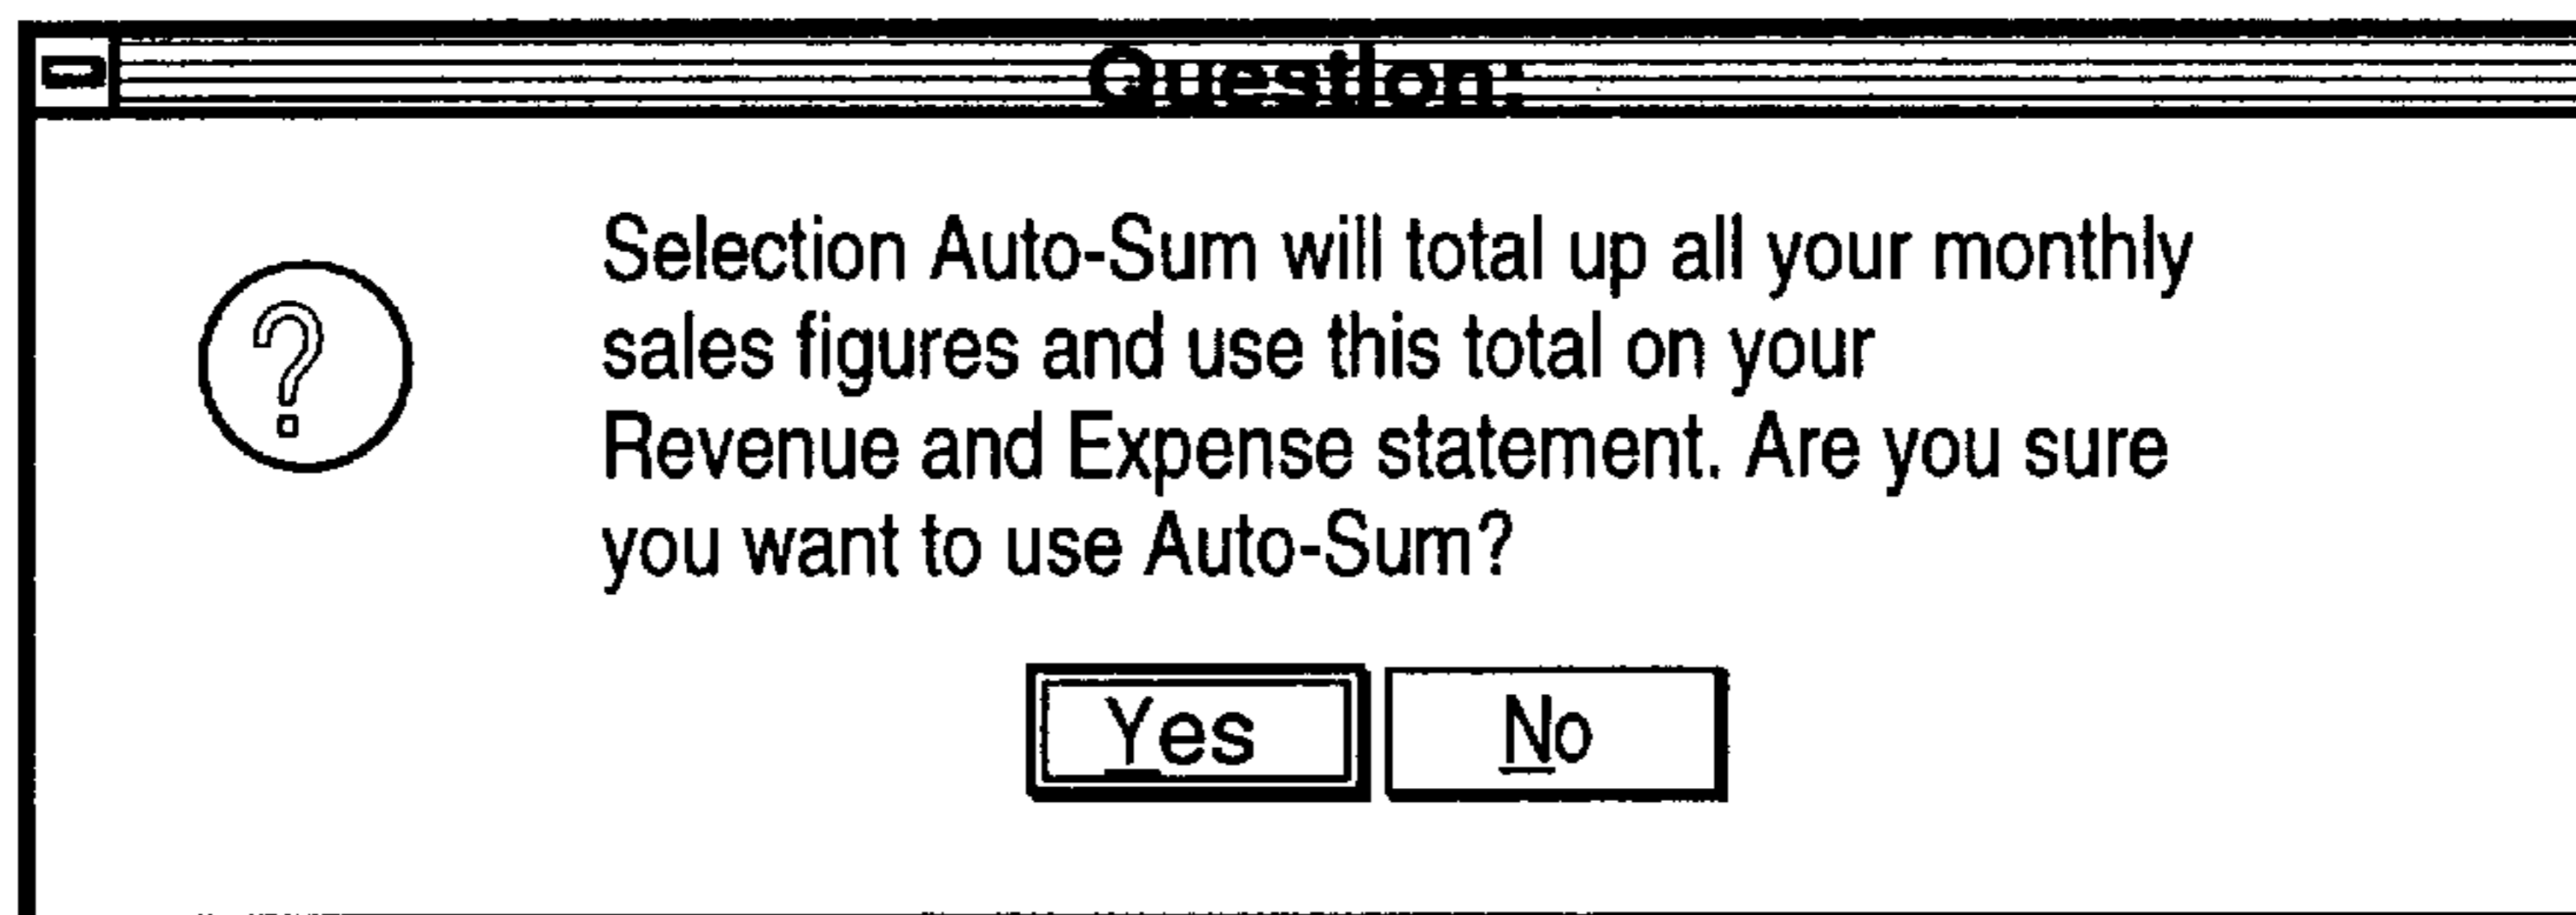 Question:
Selection Auto-Sum will total up all your monthly
sales figures and use this total on your
Revenue and Expense statement. Are you sure
you want to use Auto-Sum?
Yes No